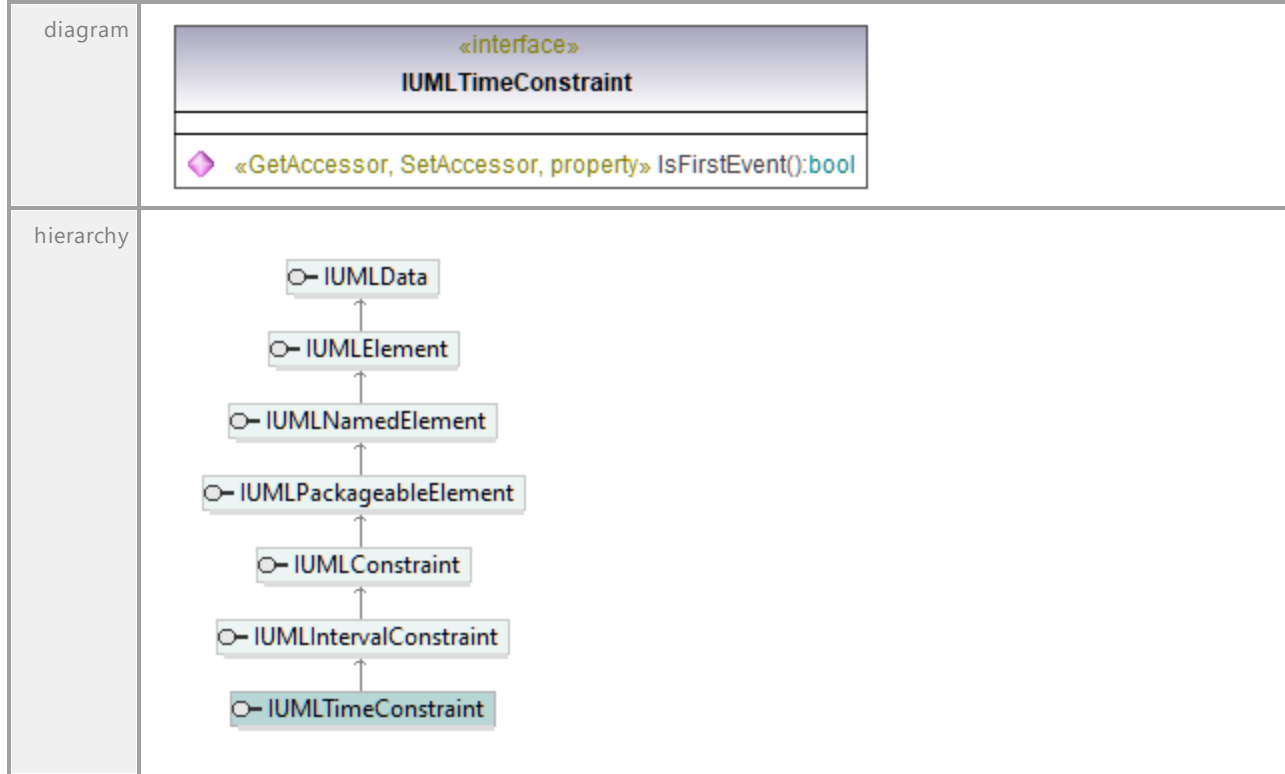 diagram
«interface»
IUMLTimeConstraint
«GetAccessor, SetAccessor, property» IsFirstEvent():bool
hierarchy
IUMLData
IUMLElement
IUMLNamedElement
IUMLPackageableElement
IUMLConstraint
IUMLIntervalConstraint
IUMLTimeConstraint